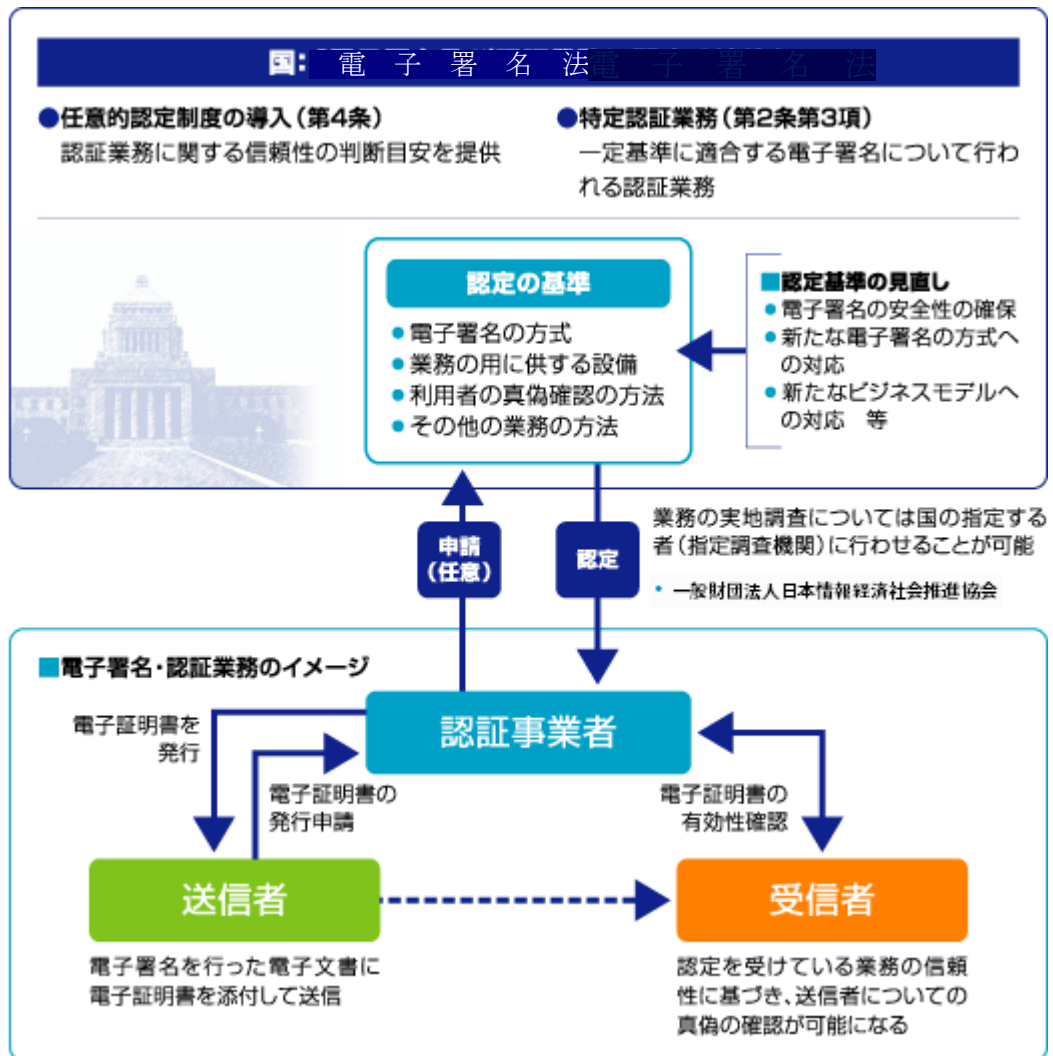 国：電子署名法
●任意的認定制度の導入（第4条）
認証業務に関する信頼性の判断目安を提供
●特定認証業務（第2条第3項）
一定基準に適合する電子署名について行わ
れる認証業務
認定の基準
●電子署名の方式
●業務の用に供する設備
●利用者の真偽確認の方法
●その他の業務の方法
■認定基準の見直し
●電子署名の安全性の確保
●新たな電子署名の方式へ
の対応
●新たなビジネスモデルへ
の対応　等
申請
（任意）
認定
業務の実地調査については国の指定する
者（指定調査機関）に行わせることが可能
・一般財団法人日本情報経済社会推進協会
■電子署名・認証業務のイメージ
認証事業者
電子証明書を
発行
電子証明書の
発行申請
電子証明書の
有効性確認
送信者
受信者
電子署名を行った電子文書に
電子証明書を添付して送信
認定を受けている業務の信頼
性に基づき、送信者についての
真偽の確認が可能になる